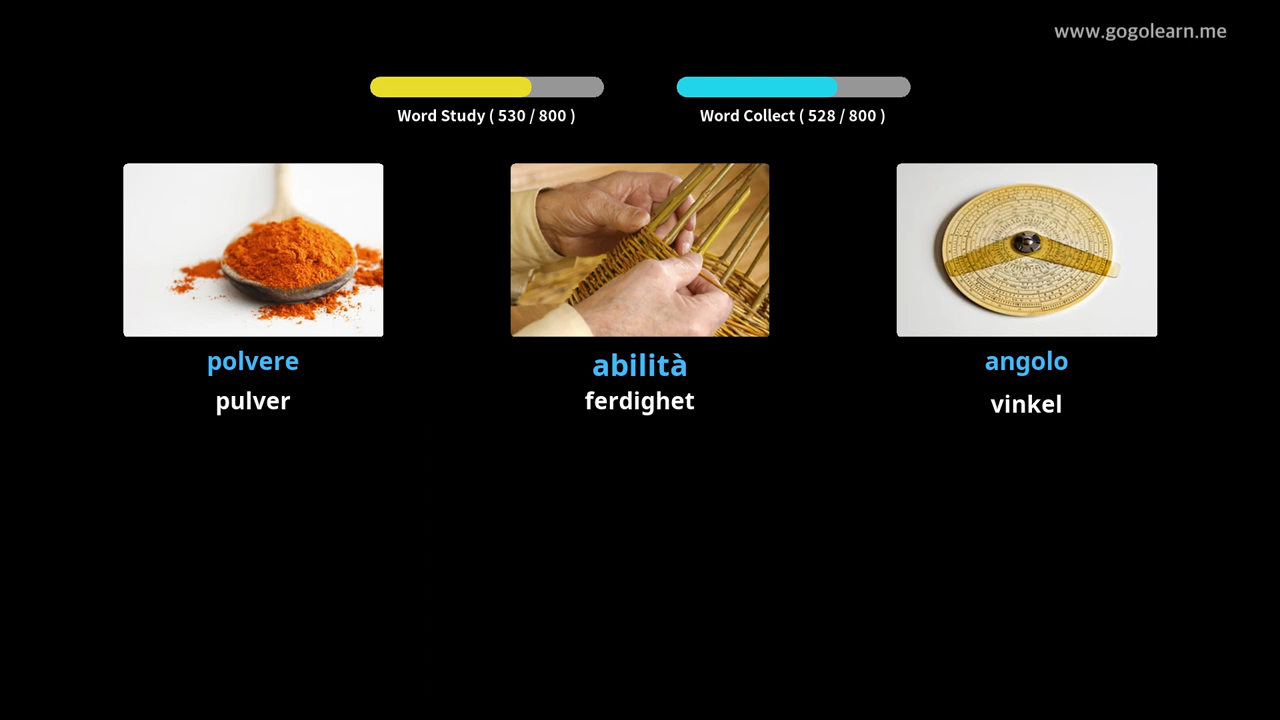 www.gogolearn.me
Word Study ( 530 / 800 )
Word Collect ( 528 / 800 )
polvere
pulver
abilità
ferdighet
angolo
vinkel